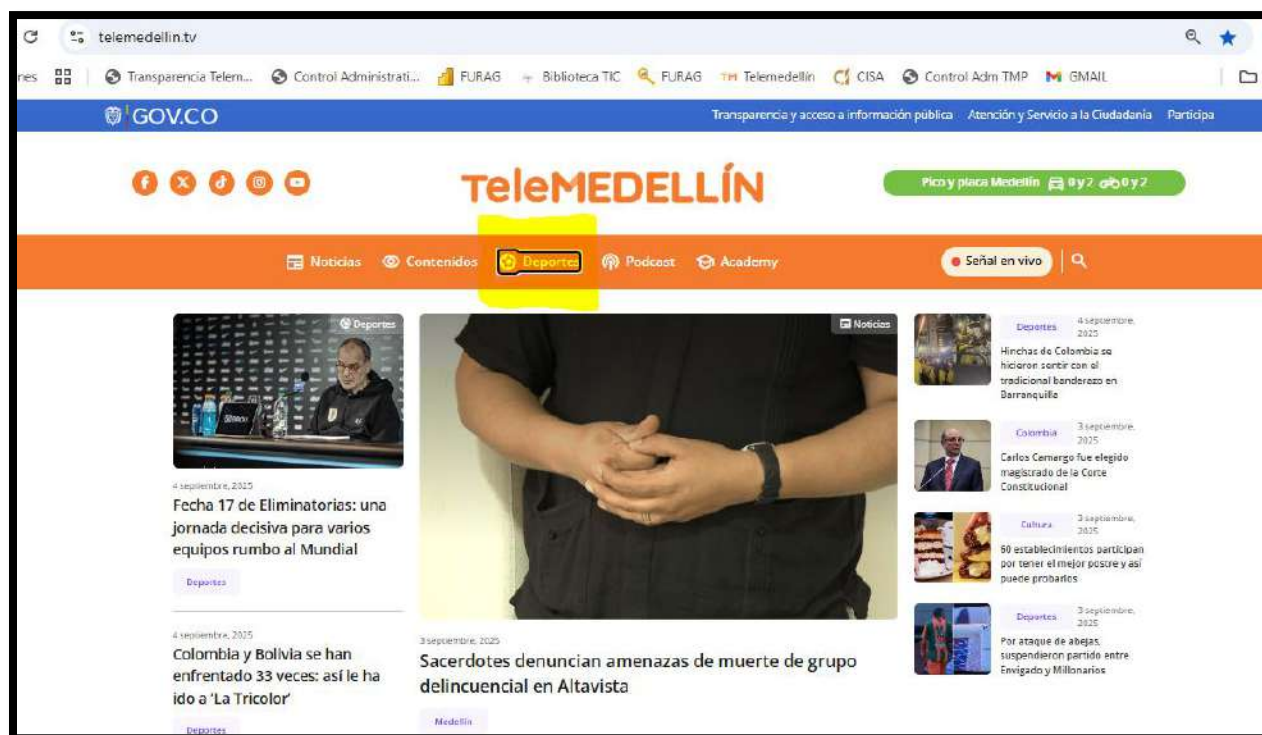 telemedellin.tv
nes
Transparencia Telem...
Control Administrati...
FURAG
Biblioteca TIC
FURAG
TM Telemedellín
CISA
Control Adm TMP
GMAIL
GOV.CO
Transparencia y acceso a información pública
Atención y Servicio a la Ciudadanía
Participa
TeleMEDELLÍN
Pico y placa Medellín 0 y 2 0 y 2
Noticias
Contenidos
Deportes
Podcast
Academy
Señal en vivo
Deportes
4 septiembre, 2025
Fecha 17 de Eliminatorias: una
jornada decisiva para varios
equipos rumbo al Mundial
Deportes
4 septiembre, 2025
Colombia y Bolivia se han
enfrentado 33 veces: así le ha
ido a 'La Tricolor'
Deportes
Noticias
3 septiembre, 2025
Sacerdotes denuncian amenazas de muerte de grupo
delincuencial en Altavista
Medellín
Deportes
4 septiembre,
2025
Hinchas de Colombia se
hicieron sentir con el
tradicional banderazo en
Barranquilla
Colombia
3 septiembre,
2025
Carlos Camargo fue elegido
magistrado de la Corte
Constitucional
Cultura
3 septiembre,
2025
60 establecimientos participan
por tener el mejor postre y así
puede probarlos
Deportes
3 septiembre,
2025
Por ataque de abejas,
suspendieron partido entre
Envigado y Millonarios